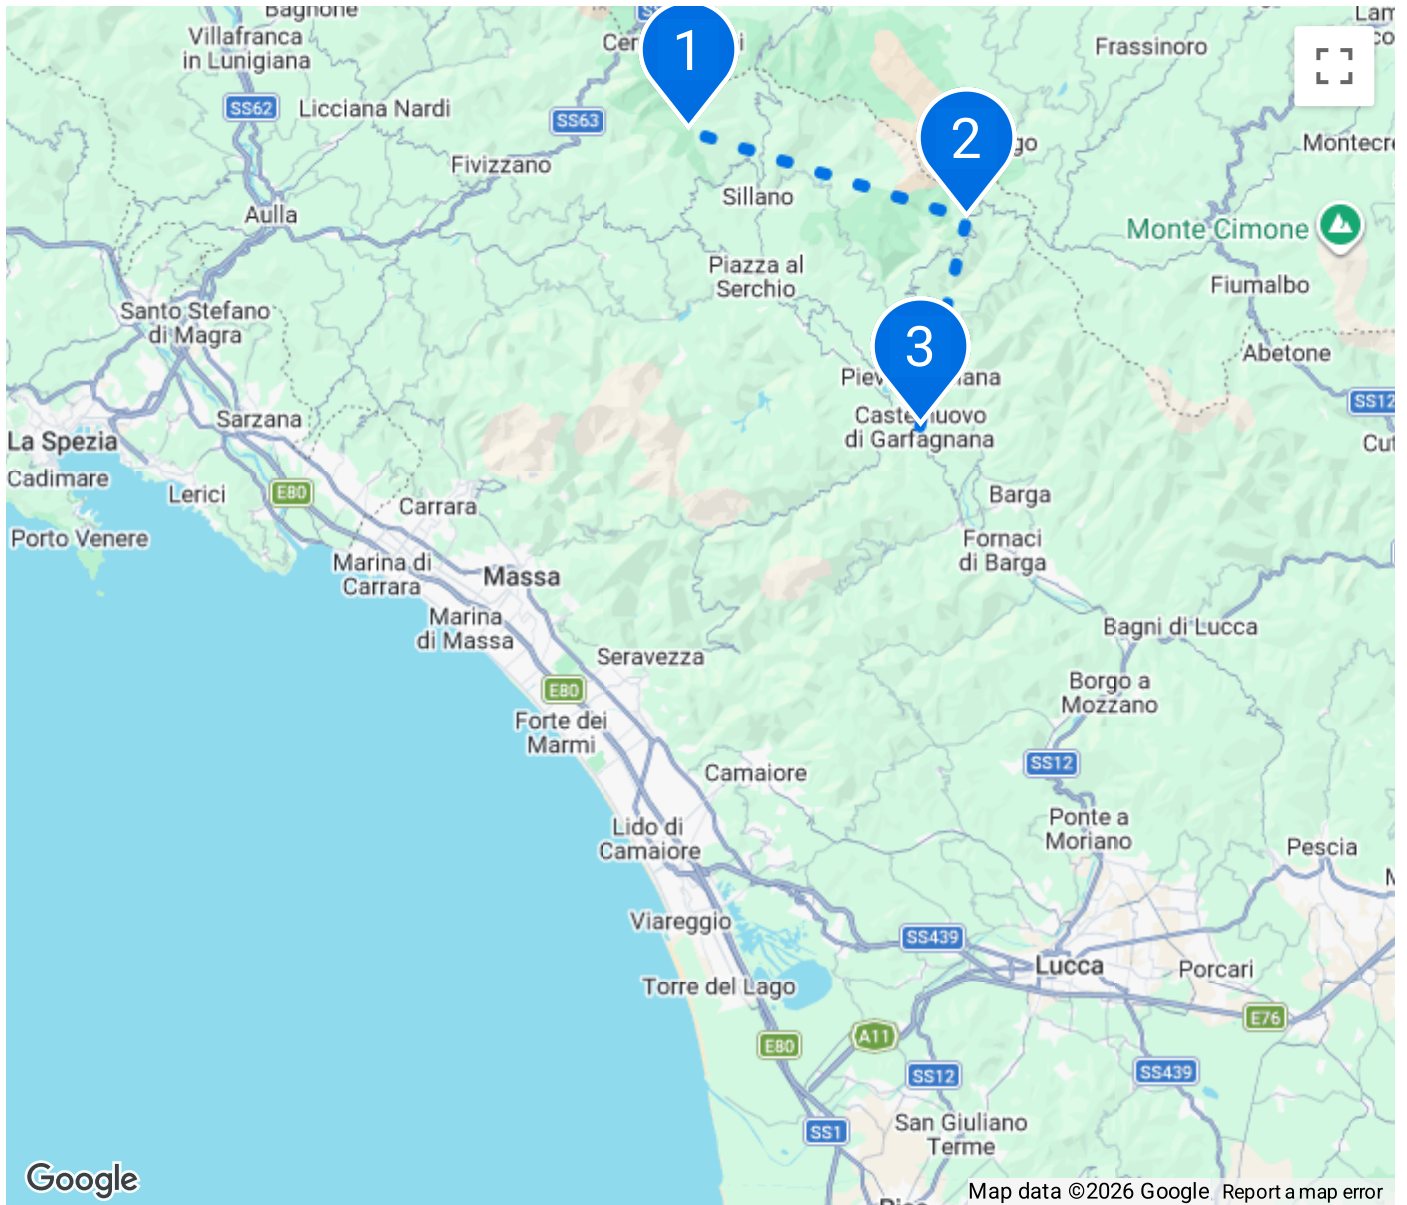 Bagnone
Villafranca
in Lunigiana
SS62
Licciana Nardi
SS63
Fivizzano
Aulla
1
2
3
Frassinoro
Sillano
Piazza al
Serchio
Monte Cimone
Fiumalbo
Abetone
SS12
Santo Stefano
di Magra
Sarzana
La Spezia
Cadimare
Lerici
E80
Porto Venere
Carrara
Marina di
Carrara
Massa
Marina
di Massa
di Garfagnana
Barga
Fornaci
di Barga
Bagni di Lucca
Seravezza
E80
Forte dei
Marmi
Borgo a
Mozzano
SS12
Camaiore
Ponte a
Moriano
Lido di
Camaiore
Pescia
Viareggio
SS439
Lucca
Porcari
Torre del Lago
E76
E80
A11
SS12
SS439
SS1
San Giuliano
Terme
Google
Map data ©2026 Google
Report a map error